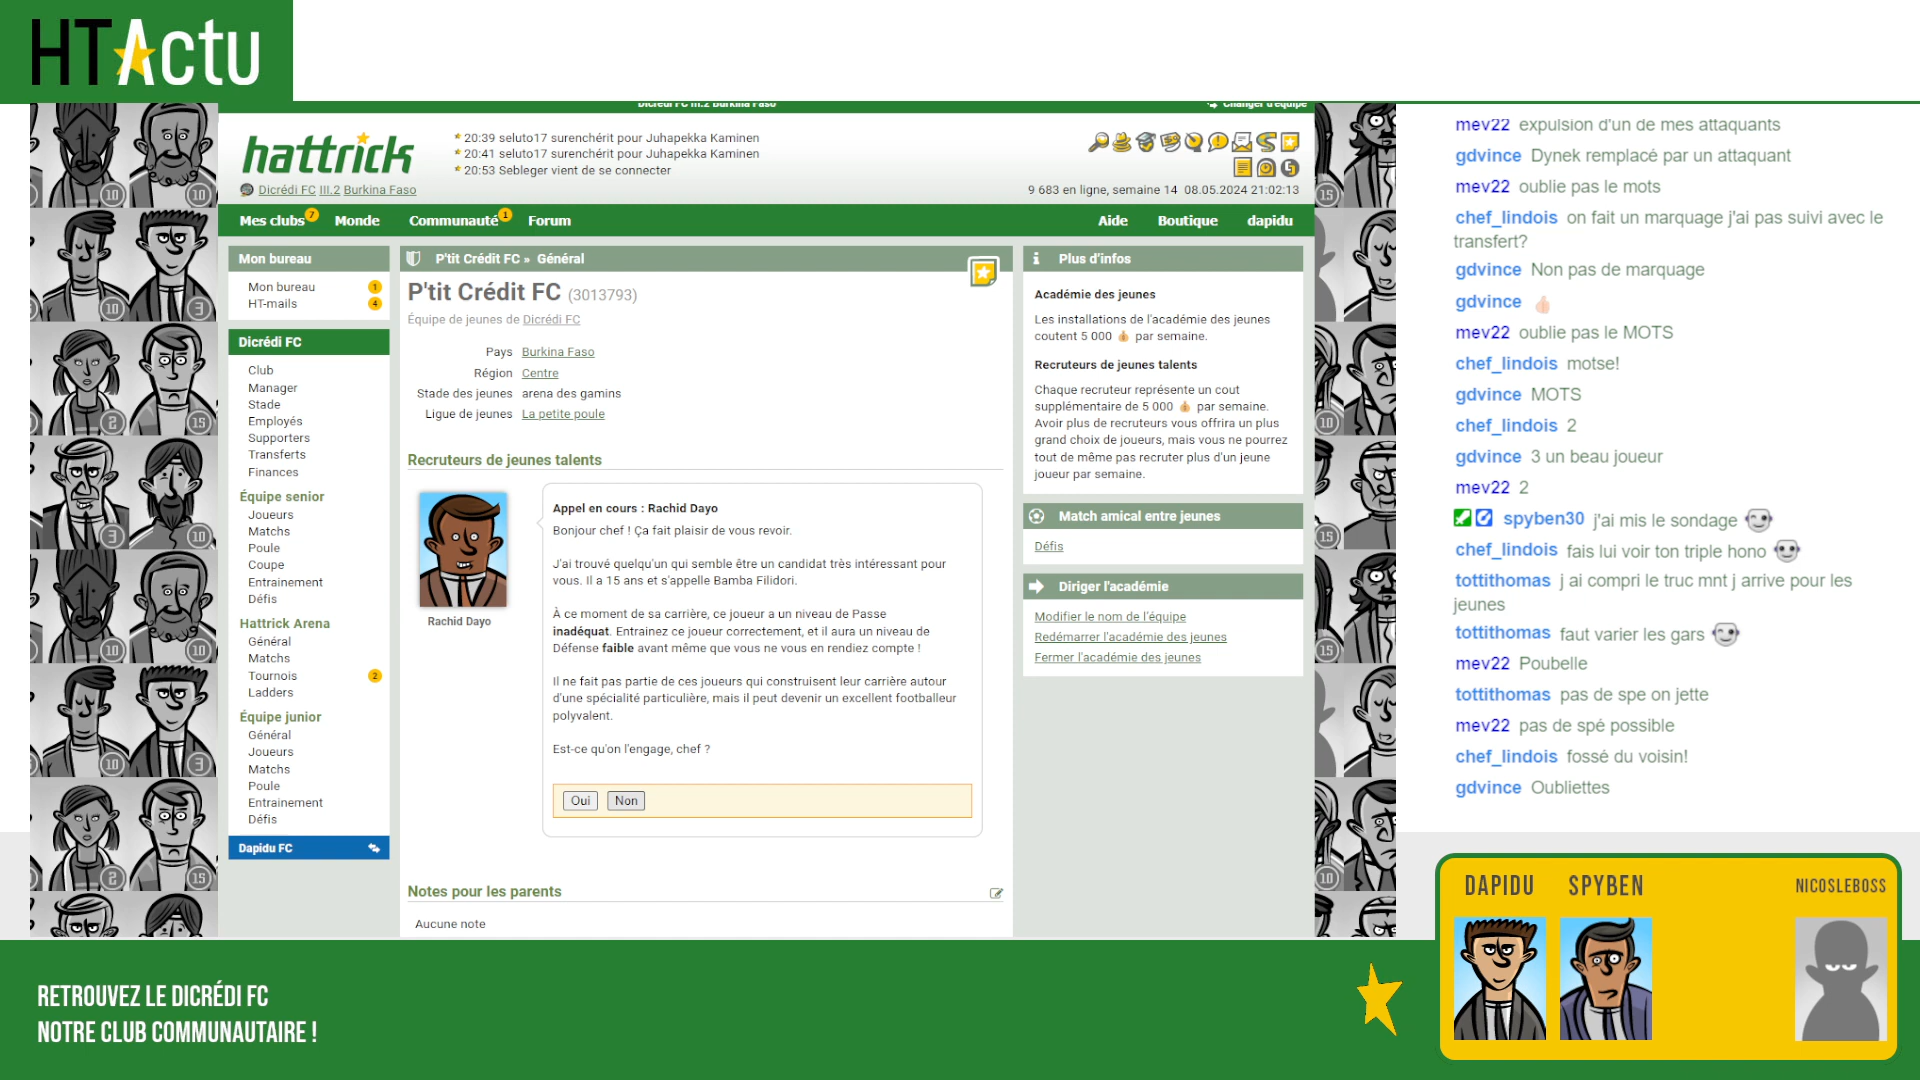 HTActu
Dicrédi FC III.2 Burkina Faso
Changer d'équipe
hattrick
20:39 seluto17 surenchérit pour Juhapekka Kaminen
20:41 seluto17 surenchérit pour Juhapekka Kaminen
20:53 Sebleger vient de se connecter
Dicrédi FC III.2 Burkina Faso
9 683 en ligne, semaine 14 08.05.2024 21:02:13
Mes clubs 7 Monde Communauté 1 Forum Aide Boutique dapidu
Mon bureau
Mon bureau 1
HT-mails 4
Dicrédi FC
Club
Manager
Stade
Employés
Supporters
Transferts
Finances
Équipe senior
Joueurs
Matchs
Poule
Coupe
Entrainement
Défis
Hattrick Arena
Général
Matchs
Tournois 2
Ladders
Équipe junior
Général
Joueurs
Matchs
Poule
Entrainement
Défis
Dapidu FC
P'tit Crédit FC » Général
P'tit Crédit FC (3013793)
Équipe de jeunes de Dicrédi FC
Pays Burkina Faso
Région Centre
Stade des jeunes arena des gamins
Ligue de jeunes La petite poule
Recruteurs de jeunes talents
Rachid Dayo
Appel en cours : Rachid Dayo
Bonjour chef ! Ça fait plaisir de vous revoir.
J'ai trouvé quelqu'un qui semble être un candidat très intéressant pour
vous. Il a 15 ans et s'appelle Bamba Filidori.
À ce moment de sa carrière, ce joueur a un niveau de Passe
inadéquat. Entrainez ce joueur correctement, et il aura un niveau de
Défense faible avant même que vous ne vous en rendiez compte !
Il ne fait pas partie de ces joueurs qui construisent leur carrière autour
d'une spécialité particulière, mais il peut devenir un excellent footballeur
polyvalent.
Est-ce qu'on l'engage, chef ?
Oui Non
Notes pour les parents
Aucune note
Plus d'infos
Académie des jeunes
Les installations de l'académie des jeunes
coutent 5 000 par semaine.
Recruteurs de jeunes talents
Chaque recruteur représente un cout
supplémentaire de 5 000 par semaine.
Avoir plus de recruteurs vous offrira un plus
grand choix de joueurs, mais vous ne pourrez
tout de même pas recruter plus d'un jeune
joueur par semaine.
Match amical entre jeunes
Défis
Diriger l'académie
Modifier le nom de l'équipe
Redémarrer l'académie des jeunes
Fermer l'académie des jeunes
mev22 expulsion d'un de mes attaquants
gdvince Dynek remplacé par un attaquant
mev22 oublie pas le mots
chef_lindois on fait un marquage j'ai pas suivi avec le
transfert?
gdvince Non pas de marquage
gdvince
mev22 oublie pas le MOTS
chef_lindois motse!
gdvince MOTS
chef_lindois 2
gdvince 3 un beau joueur
mev22 2
spyben30 j'ai mis le sondage
chef_lindois fais lui voir ton triple hono
tottithomas j ai compri le truc mnt j arrive pour les
jeunes
tottithomas faut varier les gars
mev22 Poubelle
tottithomas pas de spe on jette
mev22 pas de spé possible
chef_lindois fossé du voisin!
gdvince Oubliettes
DAPIDU SPYBEN NICOSLEBOSS
RETROUVEZ LE DICRÉDI FC
NOTRE CLUB COMMUNAUTAIRE !